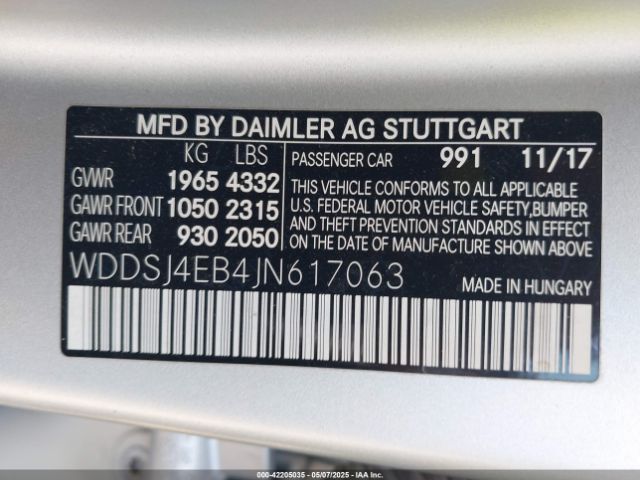 MFD BY DAIMLER AG STUTTGART
KG LBS
GVWR 1965 4332
GAWR FRONT 1050 2315
GAWR REAR 930 2050
PASSENGER CAR 991 11/17
THIS VEHICLE CONFORMS TO ALL APPLICABLE
U.S. FEDERAL MOTOR VEHICLE SAFETY,BUMPER
AND THEFT PREVENTION STANDARDS IN EFFECT
ON THE DATE OF MANUFACTURE SHOWN ABOVE.
WDDSJ4EB4JN617063
MADE IN HUNGARY
000-42205035 - 05/07/2025 - IAA Inc.